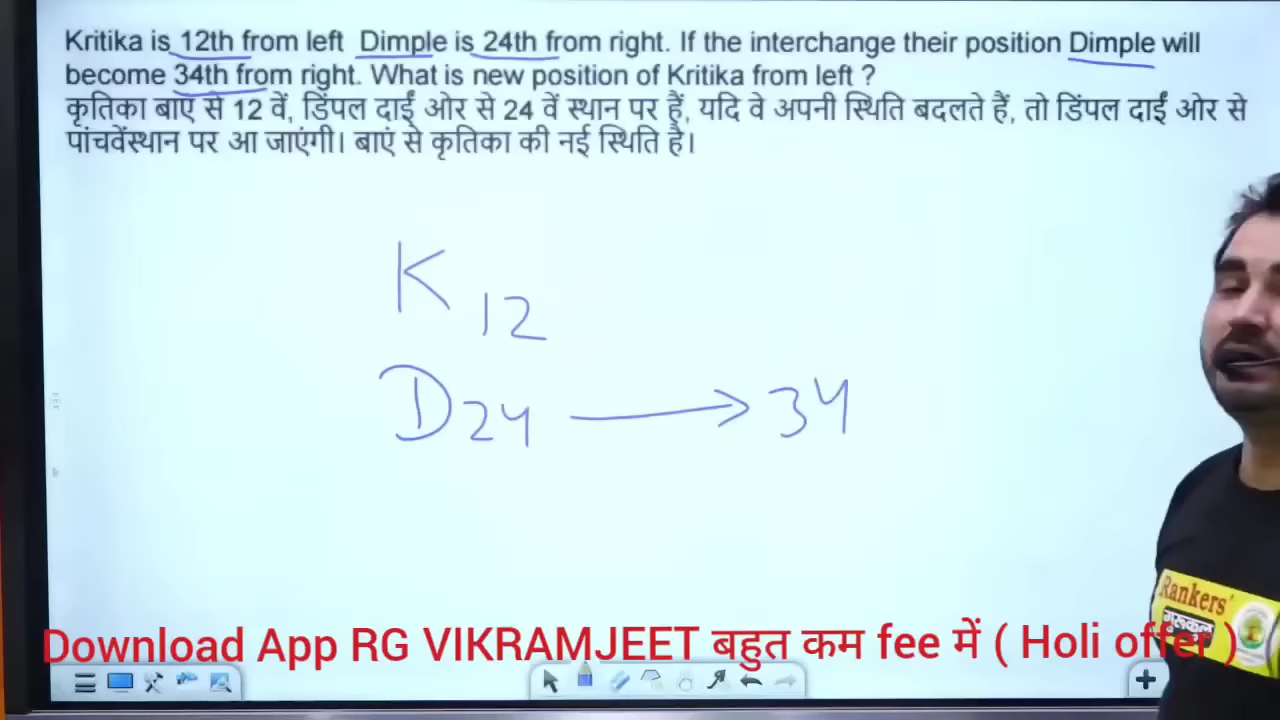 Kritika is 12th from left Dimple is 24th from right. If the interchange their position Dimple will
become 34th from right. What is new position of Kritika from left ?
कृतिका बाएं से 12 वें, डिंपल दाईं ओर से 24 वें स्थान पर हैं, यदि वे अपनी स्थिति बदलते हैं, तो डिंपल दाईं ओर से
पांचवेंस्थान पर आ जाएंगी। बाएं से कृतिका की नई स्थिति है।
K 12
D 24 → 34
Rankers'
गुरुकुल
Download App RG VIKRAMJEET बहुत कम fee में ( Holi offer )